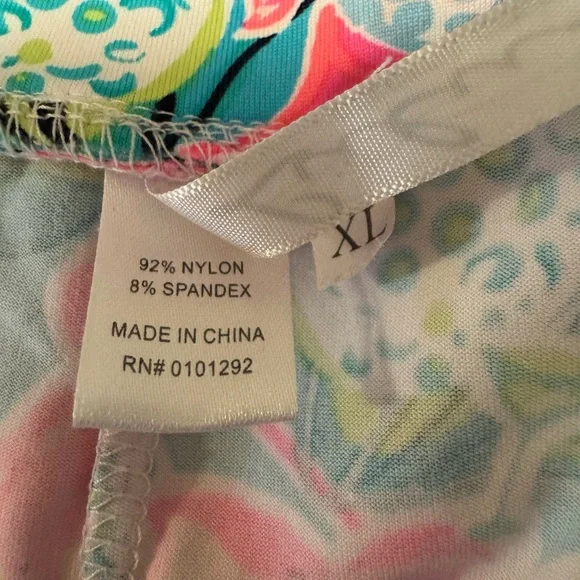 92% NYLON
8% SPANDEX
MADE IN CHINA
RN# 0101292
XL